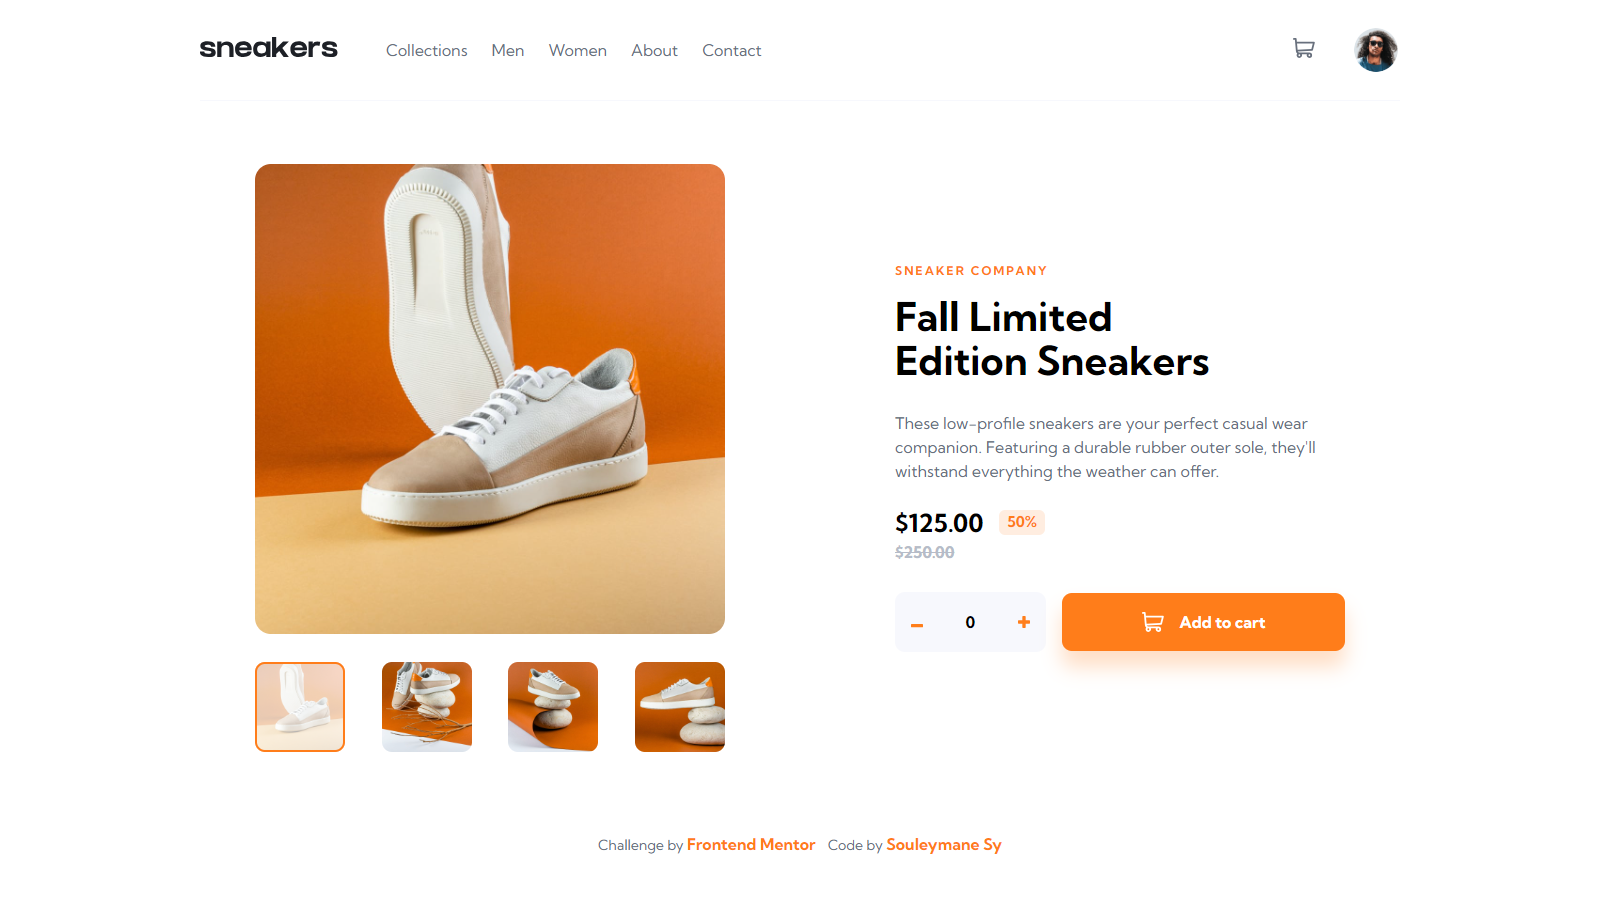 sneakers
Collections Men Women About Contact
SNEAKER COMPANY
Fall Limited
Edition Sneakers
These low-profile sneakers are your perfect casual wear
companion. Featuring a durable rubber outer sole, they'll
withstand everything the weather can offer.
$125.00 50%
$250.00
0
Add to cart
Challenge by Frontend Mentor Code by Souleymane Sy